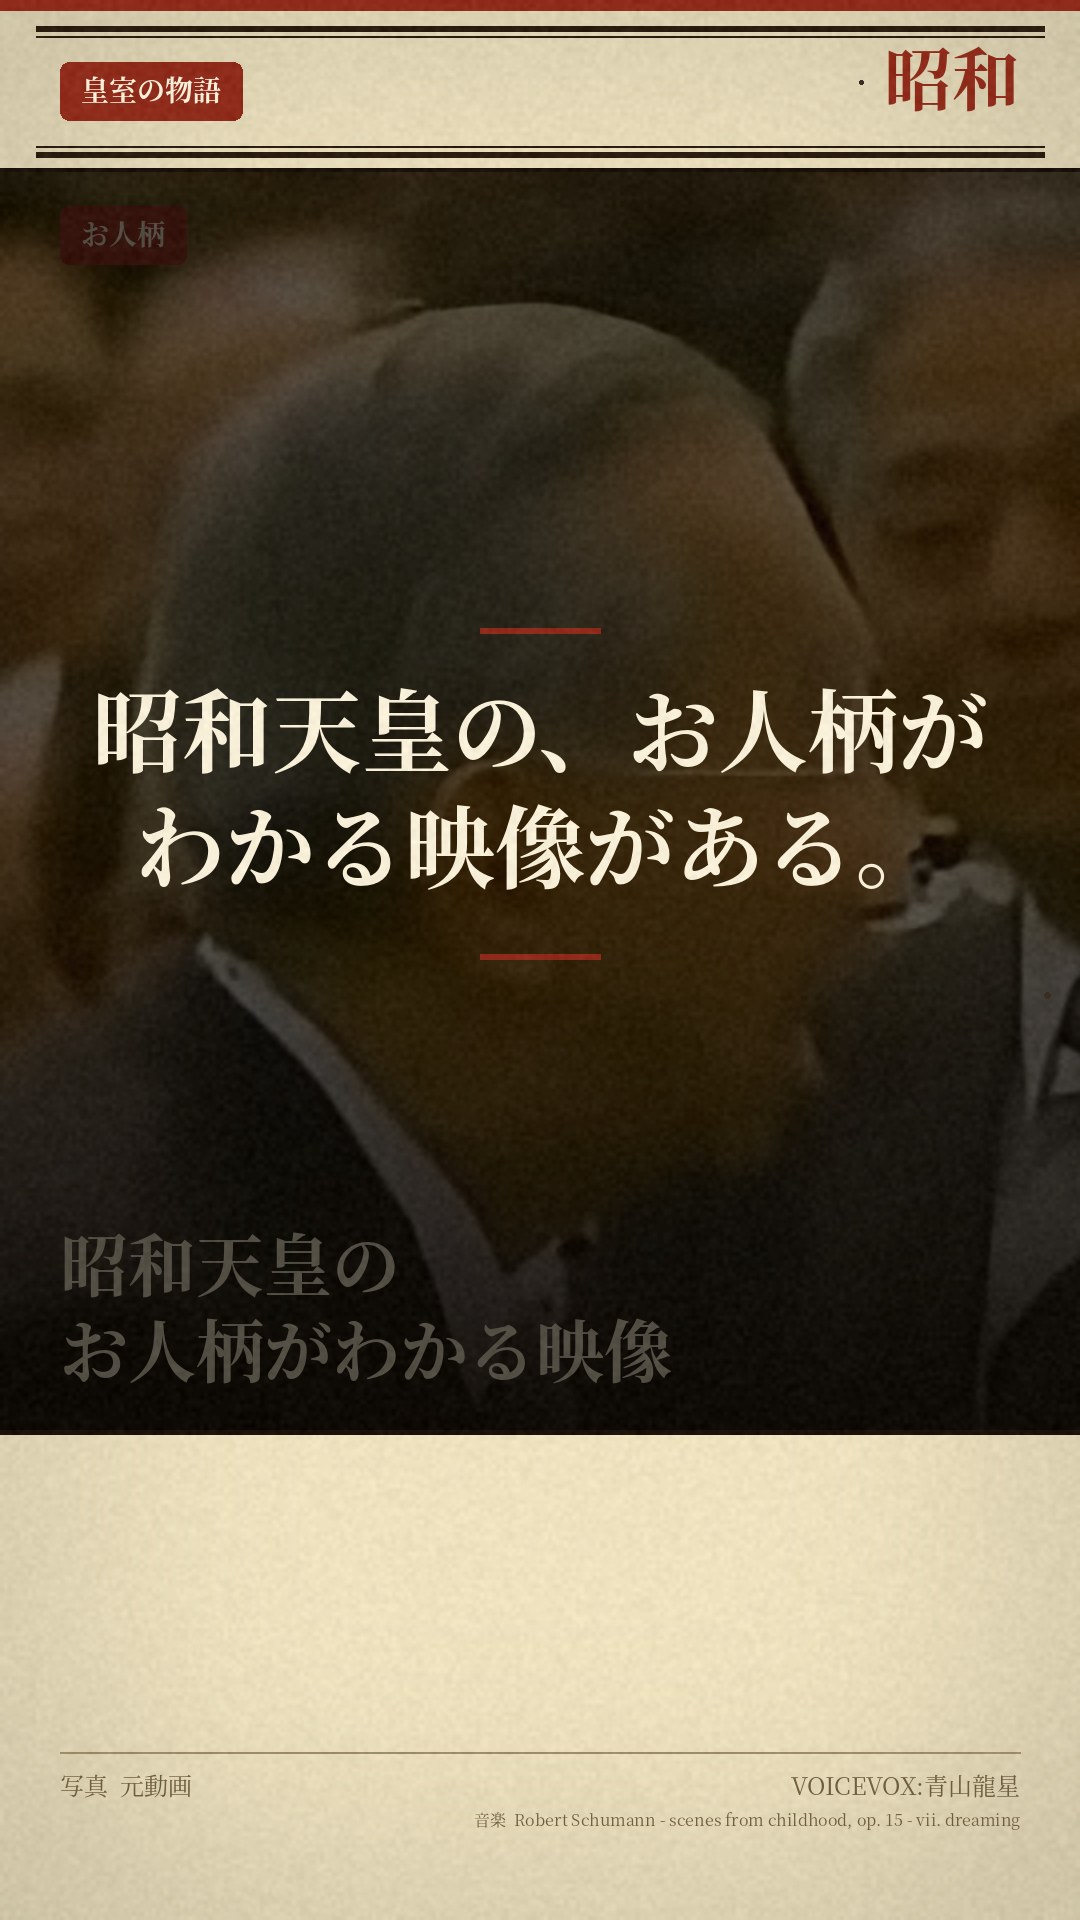 皇室の物語
・昭和
お人柄
昭和天皇の、お人柄が
わかる映像がある。
昭和天皇の
お人柄がわかる映像
写真 元動画
VOICEVOX:青山龍星
音楽 Robert Schumann - scenes from childhood, op. 15 - vii. dreaming